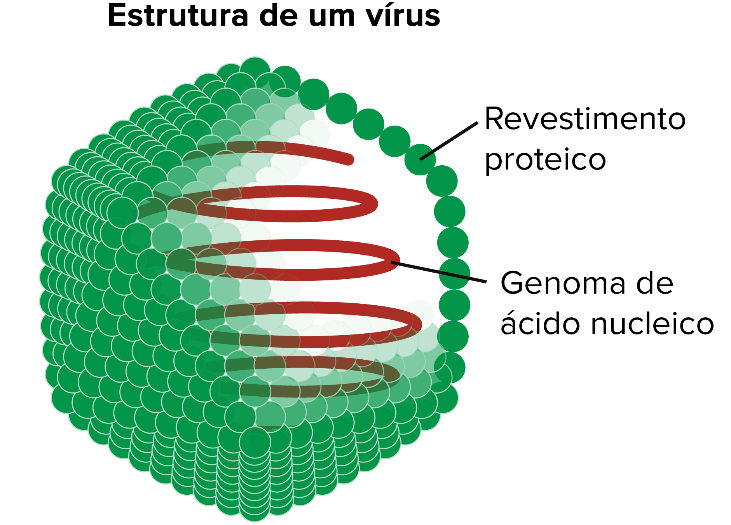 Estrutura de um vírus
Revestimento
proteico
Genoma de
ácido nucleico